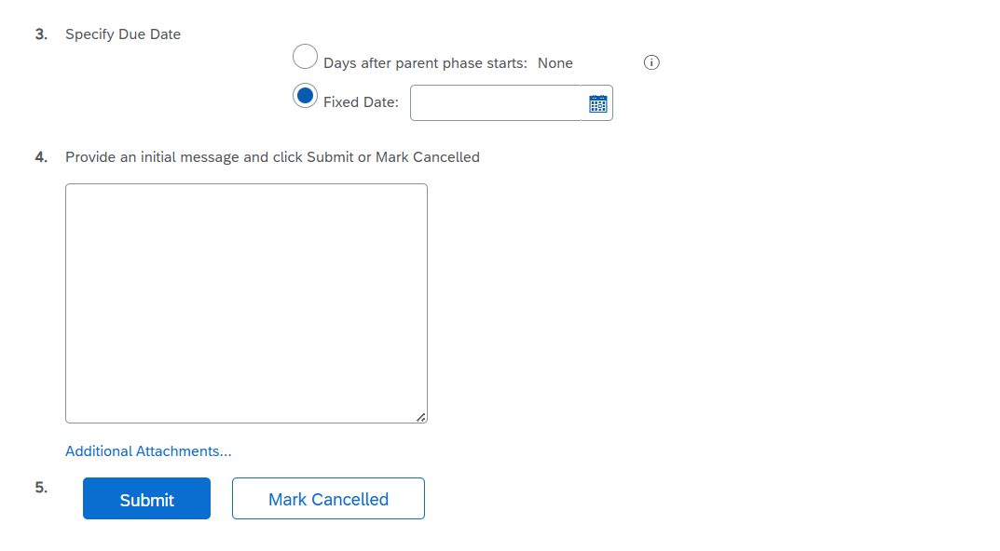 3. Specify Due Date
Days after parent phase starts: None
Fixed Date:
4. Provide an initial message and click Submit or Mark Cancelled
Additional Attachments...
5. Submit Mark Cancelled